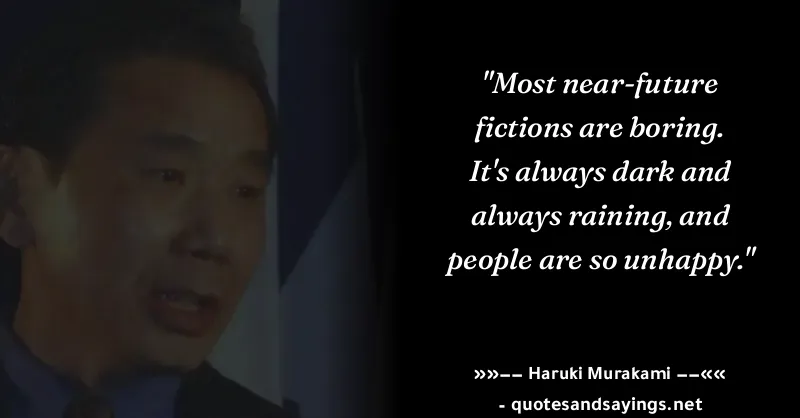 "Most near-future
fictions are boring.
It's always dark and
always raining, and
people are so unhappy."
»»–– Haruki Murakami ––««
- quotesandsayings.net